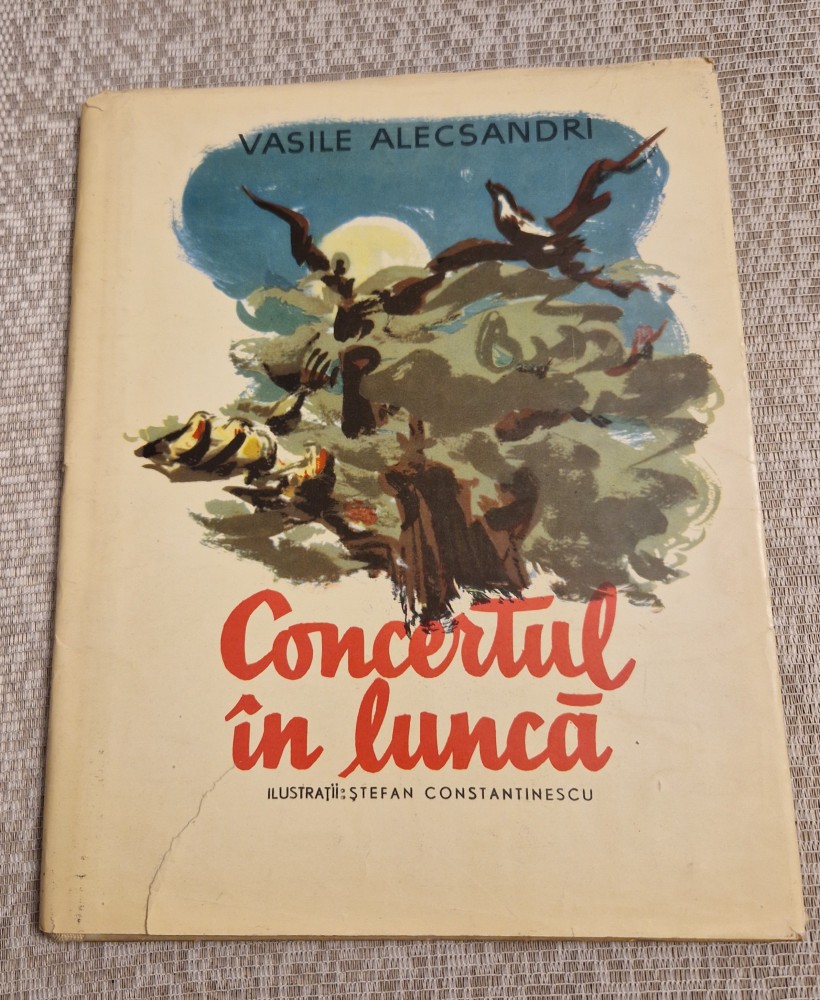 VASILE ALECSANDRI
Concertul
în luncă
ILUSTRAȚII: ȘTEFAN CONSTANTINESCU